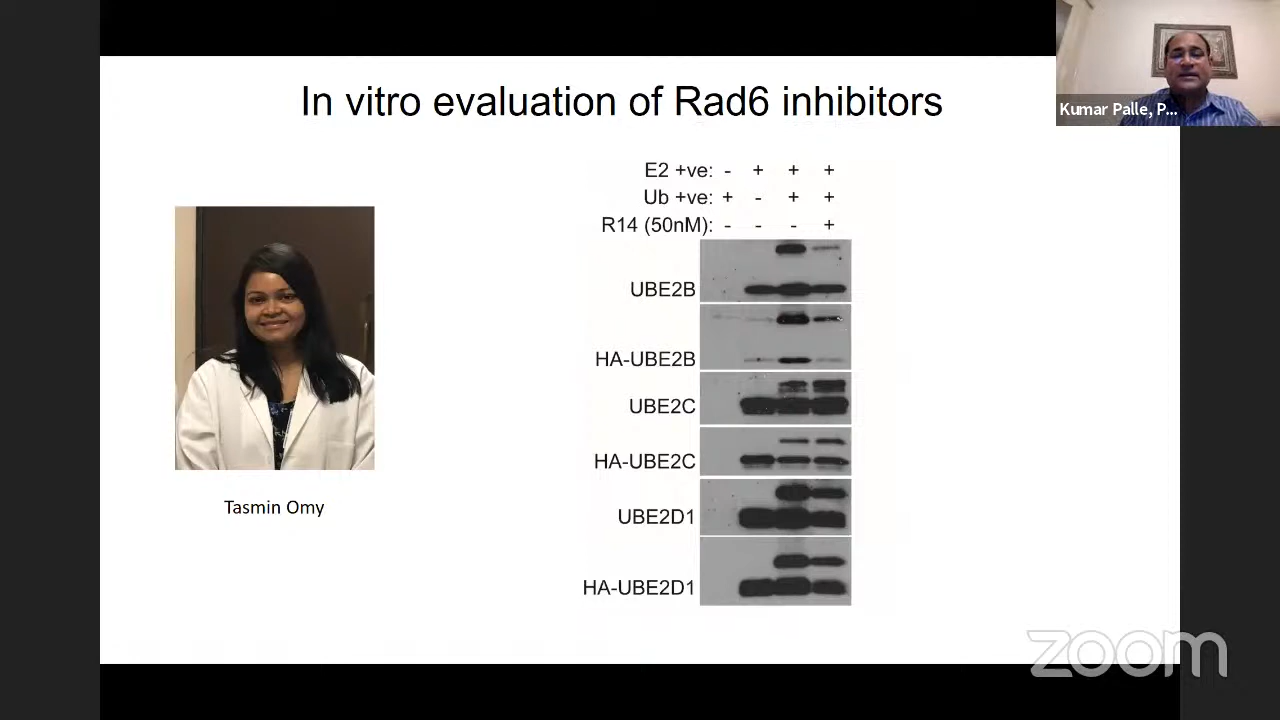 In vitro evaluation of Rad6 inhibitors
Kumar Palle, P...
E2 +ve: - + + +
Ub +ve: + - + +
R14 (50nM): - - - +
UBE2B
HA-UBE2B
UBE2C
HA-UBE2C
UBE2D1
HA-UBE2D1
Tasmin Omy
zoom